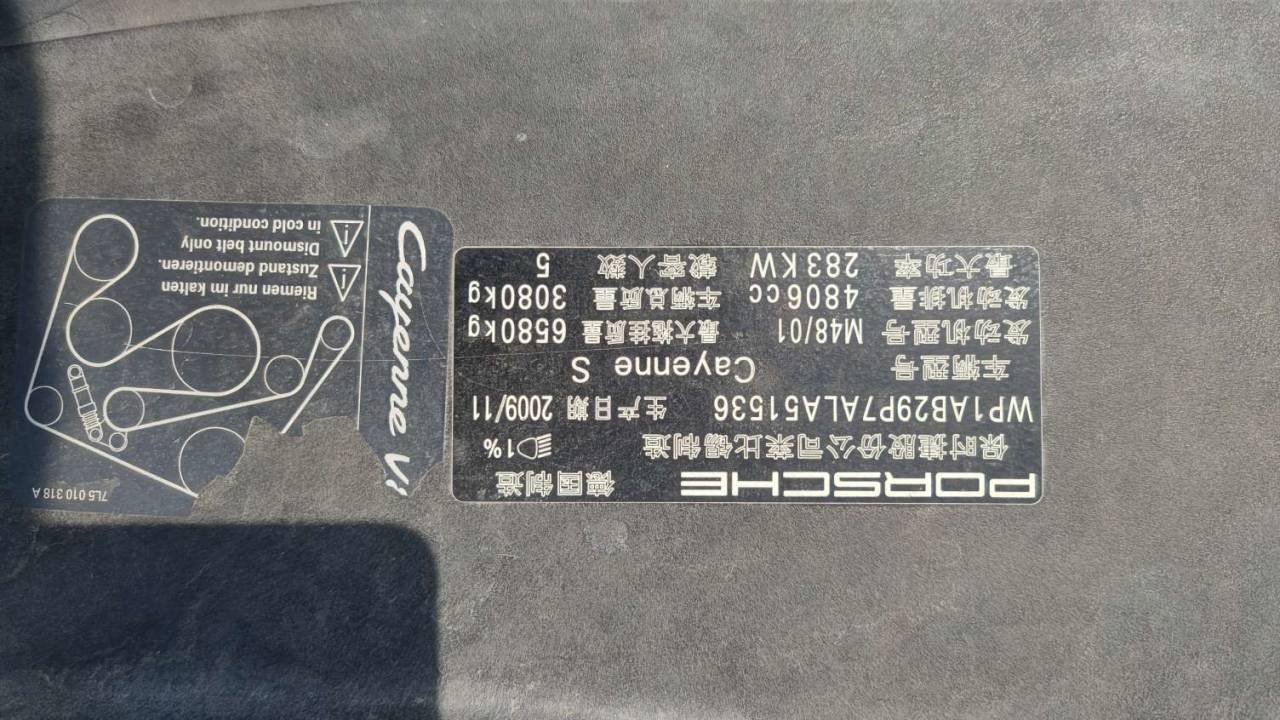 PORSCHE 德国制造
保时捷股份公司莱比锡制造 1%
WP1AB29P7ALA51536 生产日期 2009/11
车辆型号 Cayenne S
发动机型号 M48/01 最大拖挂质量 6580kg
发动机排量 4806cc 车辆总质量 3080kg
最大功率 283KW 载客人数 5
7L5 010 318 A
Cayenne
Riemen nur im kalten
Zustand demontieren.
Dismount belt only
in cold condition.